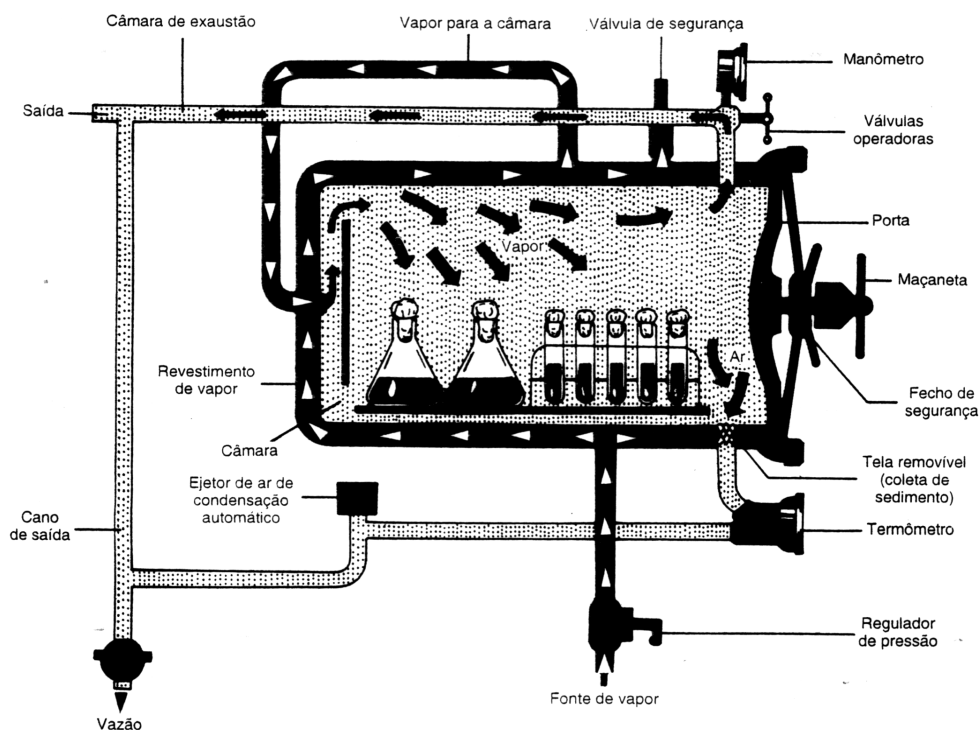 Câmara de exaustão
Vapor para a câmara
Válvula de segurança
Manômetro
Saída
Válvulas
operadoras
Porta
Vapor
Maçaneta
Ar
Revestimento
de vapor
Fecho de
segurança
Câmara
Tela removível
(coleta de
sedimento)
Ejetor de ar de
condensação
automático
Cano
de saída
Termômetro
Regulador
de pressão
Fonte de vapor
Vazão